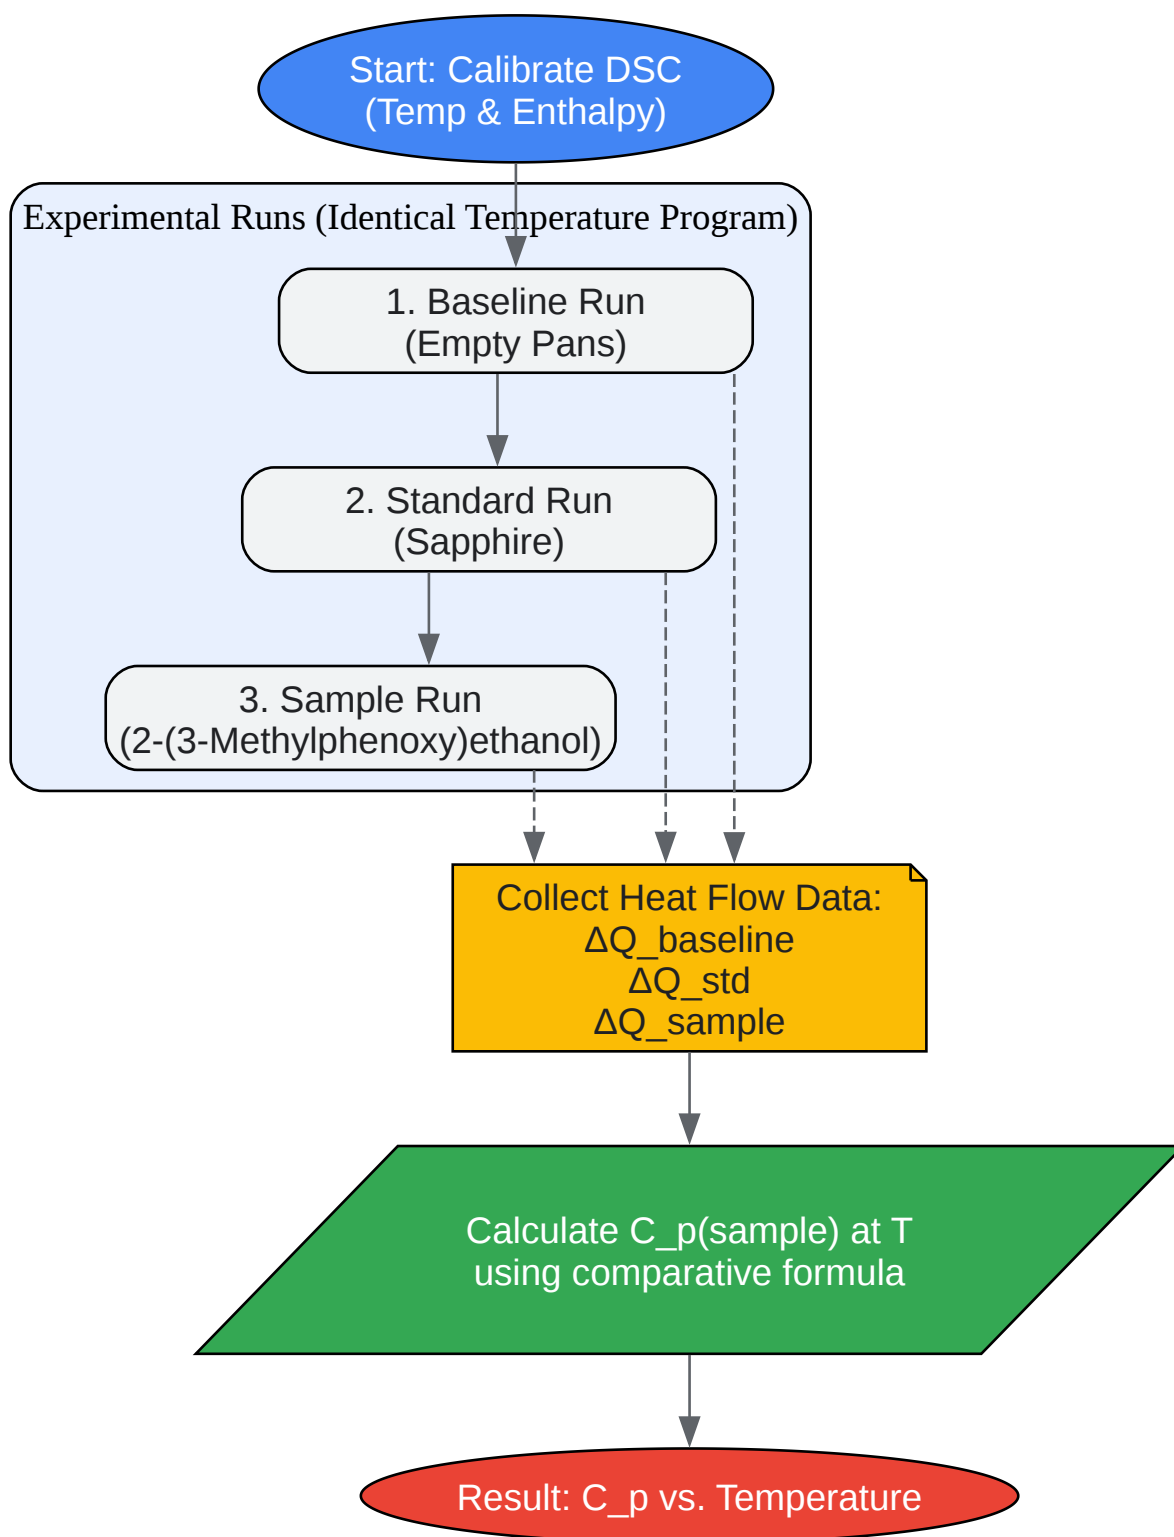 Start: Calibrate DSC
(Temp & Enthalpy)
Experimental Runs (Identical Temperature Program)
1. Baseline Run
(Empty Pans)
2. Standard Run
(Sapphire)
3. Sample Run
(2-(3-Methylphenoxy)ethanol)
Collect Heat Flow Data:
ΔQ_baseline
ΔQ_std
ΔQ_sample
Calculate C_p(sample) at T
using comparative formula
Result: C_p vs. Temperature